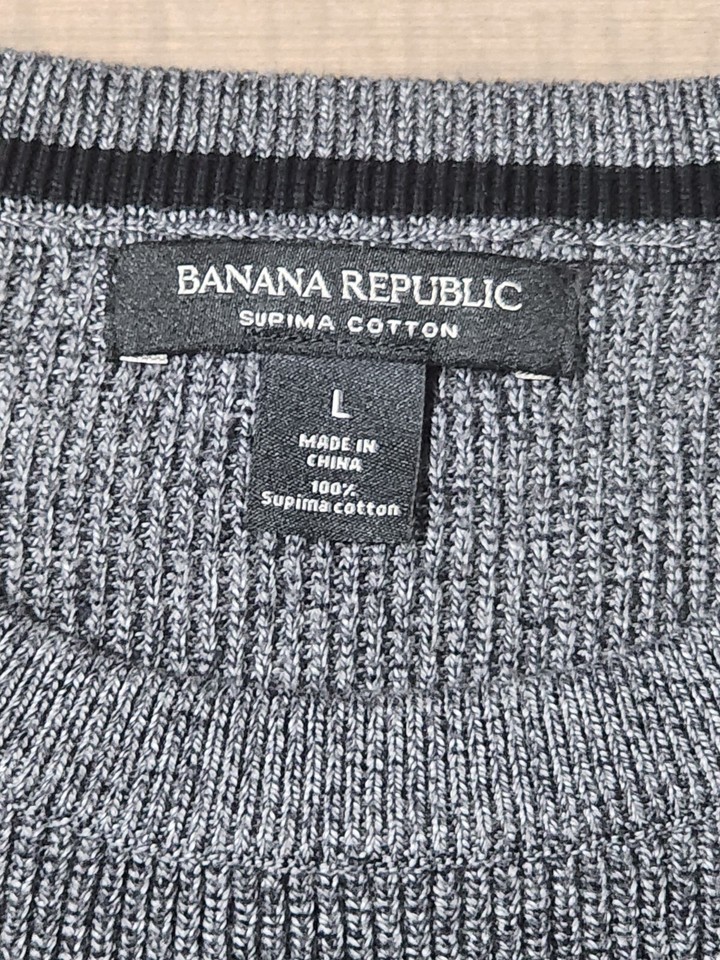 BANANA REPUBLIC
SUPIMA COTTON
L
MADE IN
CHINA
100%
Supima cotton